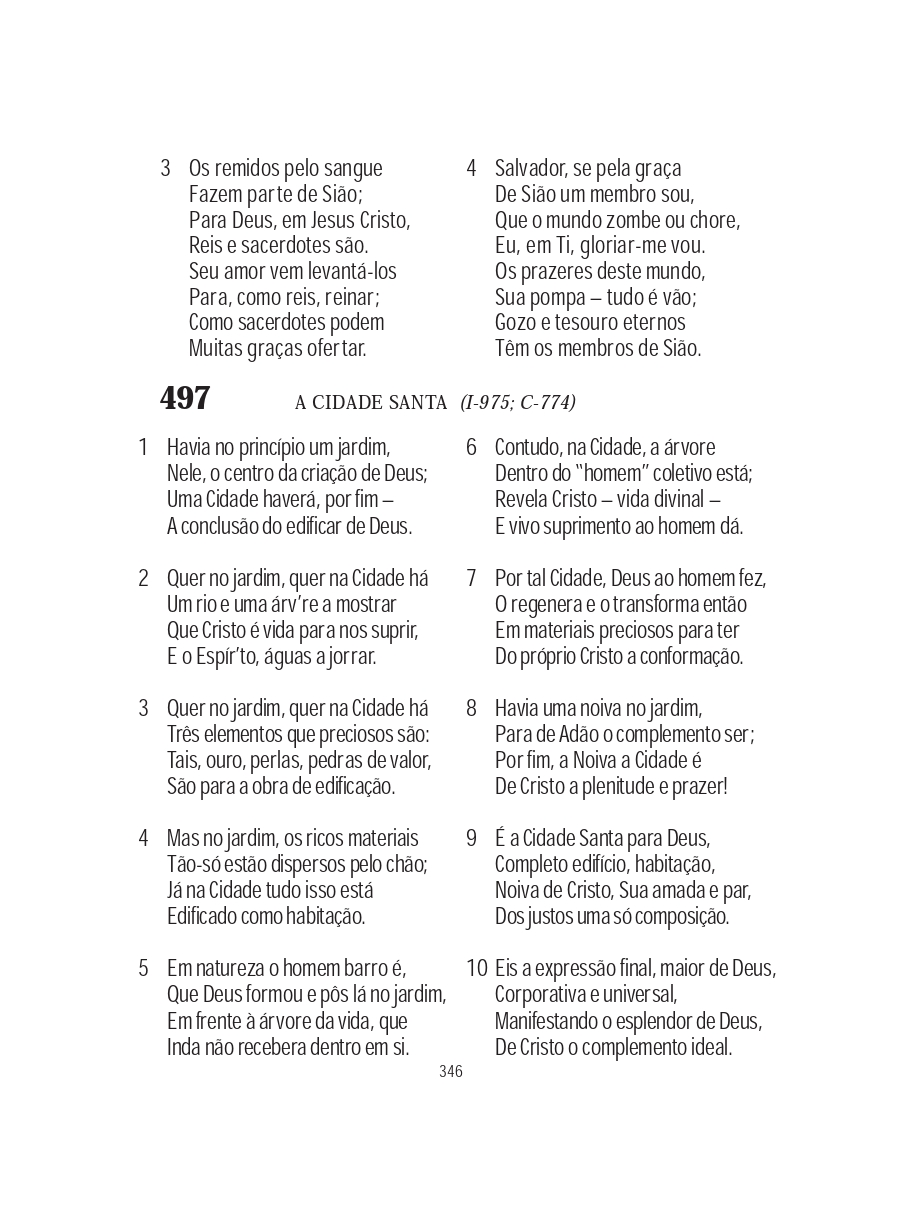 3 Os remidos pelo sangue
Fazem parte de Sião;
Para Deus, em Jesus Cristo,
Reis e sacerdotes são.
Seu amor vem levantá-los
Para, como reis, reinar;
Como sacerdotes podem
Muitas graças ofertar.
4 Salvador, se pela graça
De Sião um membro sou,
Que o mundo zombe ou chore,
Eu, em Ti, gloriar-me vou.
Os prazeres deste mundo,
Sua pompa – tudo é vão;
Gozo e tesouro eternos
Têm os membros de Sião.
497 A CIDADE SANTA (I-975; C-774)
1 Havia no princípio um jardim,
Nele, o centro da criação de Deus;
Uma Cidade haverá, por fim –
A conclusão do edificar de Deus.
2 Quer no jardim, quer na Cidade há
Um rio e uma árv’re a mostrar
Que Cristo é vida para nos suprir,
E o Espír’to, águas a jorrar.
3 Quer no jardim, quer na Cidade há
Três elementos que preciosos são:
Tais, ouro, perlas, pedras de valor,
São para a obra de edificação.
4 Mas no jardim, os ricos materiais
Tão-só estão dispersos pelo chão;
Já na Cidade tudo isso está
Edificado como habitação.
5 Em natureza o homem barro é,
Que Deus formou e pôs lá no jardim,
Em frente à árvore da vida, que
Inda não recebera dentro em si.
6 Contudo, na Cidade, a árvore
Dentro do “homem” coletivo está;
Revela Cristo – vida divinal –
E vivo suprimento ao homem dá.
7 Por tal Cidade, Deus ao homem fez,
O regenera e o transforma então
Em materiais preciosos para ter
Do próprio Cristo a conformação.
8 Havia uma noiva no jardim,
Para de Adão o complemento ser;
Por fim, a Noiva a Cidade é
De Cristo a plenitude e prazer!
9 É a Cidade Santa para Deus,
Completo edifício, habitação,
Noiva de Cristo, Sua amada e par,
Dos justos uma só composição.
10 Eis a expressão final, maior de Deus,
Corporativa e universal,
Manifestando o esplendor de Deus,
De Cristo o complemento ideal.
346